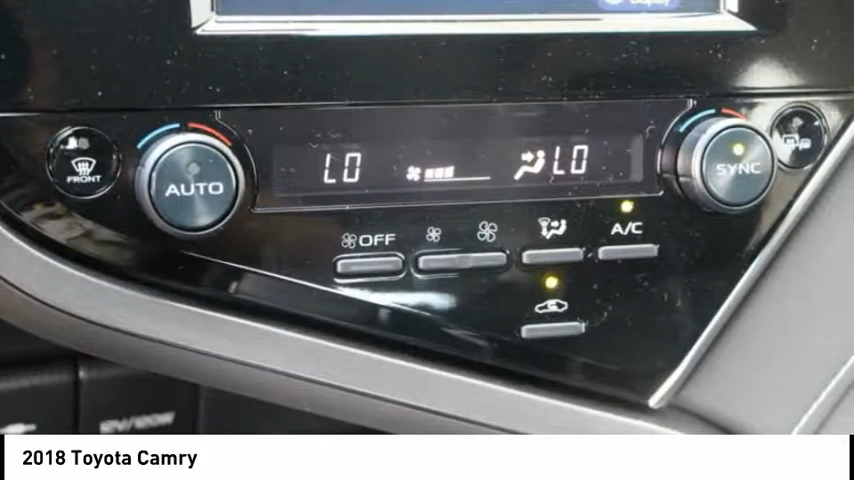 FRONT
AUTO
LO
LO
SYNC
OFF
A/C
12V/120W
2018 Toyota Camry